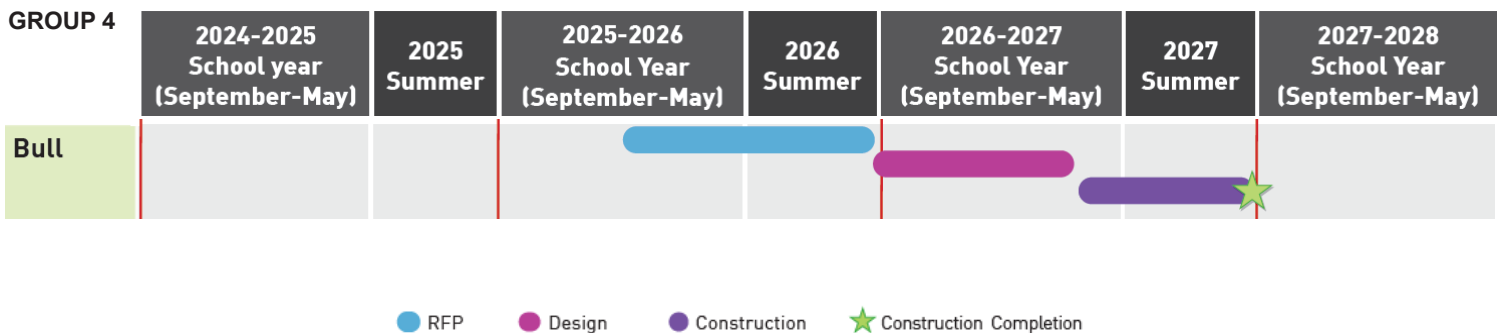 GROUP 4
2024-2025
School year
(September-May)
2025
Summer
2025-2026
School Year
(September-May)
2026
Summer
2026-2027
School Year
(September-May)
2027
Summer
2027-2028
School Year
(September-May)
Bull
RFP
Design
Construction
Construction Completion